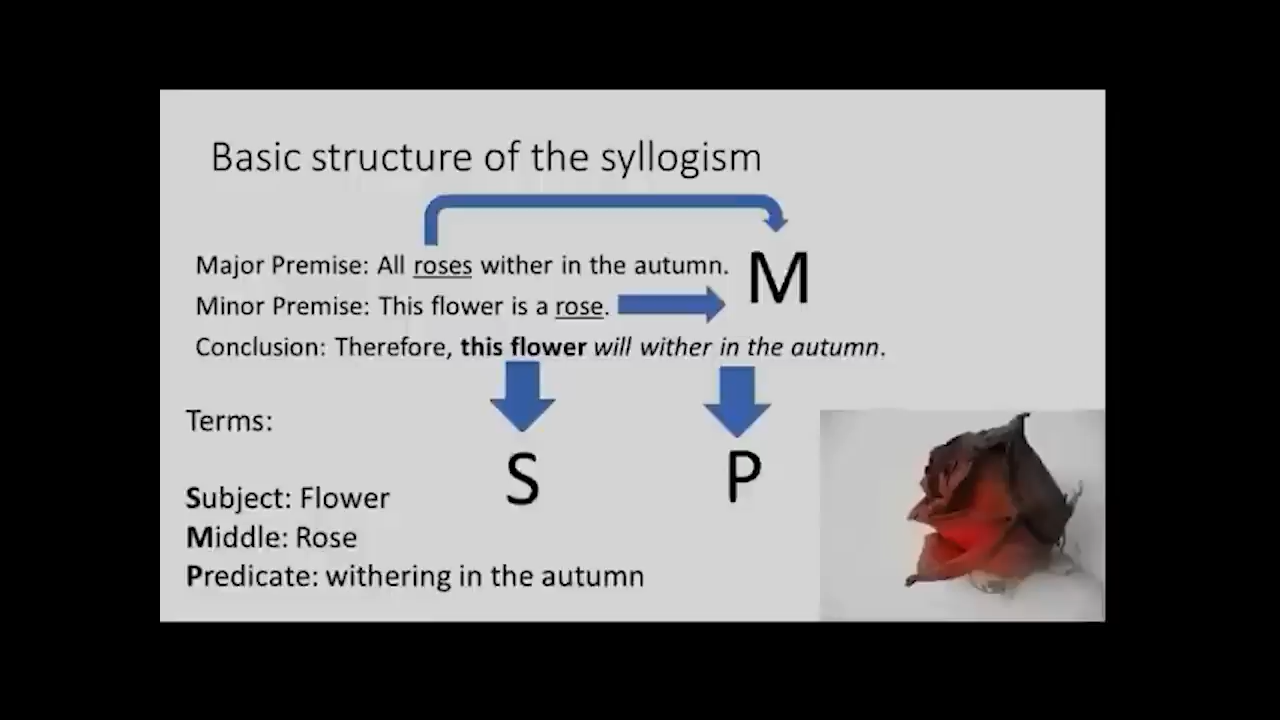 Basic structure of the syllogism
Major Premise: All roses wither in the autumn.
M
Minor Premise: This flower is a rose.
Conclusion: Therefore, this flower will wither in the autumn.
Terms:
S
P
Subject: Flower
Middle: Rose
Predicate: withering in the autumn